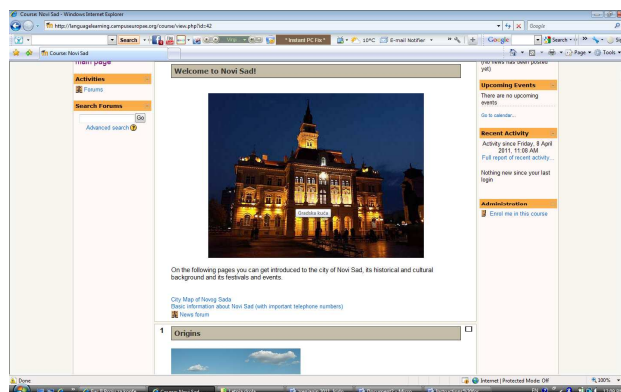 Course: Novi Sad - Windows Internet Explorer
http://languagelearning.campuseuropae.org/course/view.php?id=42
Google
Search
* Instant PC Fix *
10°C
E-mail Notifier
Google
Search
Course: Novi Sad
Page
Tools
main page
Activities
Forums
Search Forums
Go
Advanced search
Welcome to Novi Sad!
Gradska kuća
On the following pages you can get introduced to the city of Novi Sad, its historical and cultural
background and its festivals and events.
City Map of Novog Sada
Basic information about Novi Sad (with important telephone numbers)
News forum
1
Origins
(No news has been posted
yet)
Upcoming Events
There are no upcoming
events
Go to calendar...
Recent Activity
Activity since Friday, 8 April
2011, 11:08 AM
Full report of recent activity...
Nothing new since your last
login
Administration
Enrol me in this course
Done
Internet | Protected Mode: Off
100%